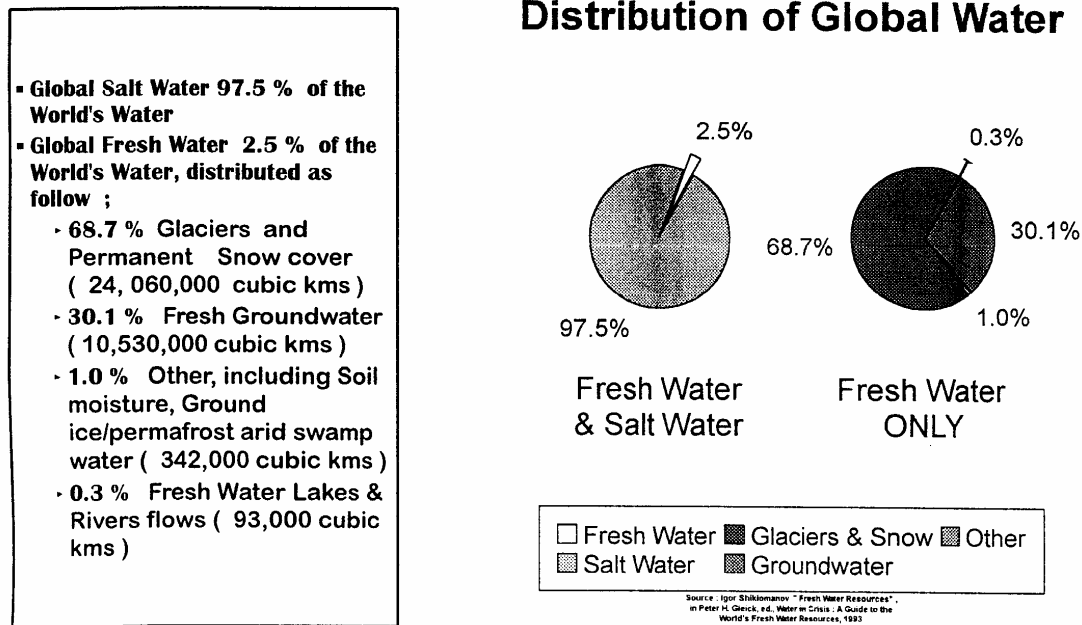 Distribution of Global Water
▪ Global Salt Water 97.5 % of the
World's Water
▪ Global Fresh Water 2.5 % of the
World's Water, distributed as
follow ;
‣ 68.7 % Glaciers and
Permanent Snow cover
( 24, 060,000 cubic kms )
‣ 30.1 % Fresh Groundwater
( 10,530,000 cubic kms )
‣ 1.0 % Other, including Soil
moisture, Ground
ice/permafrost arid swamp
water ( 342,000 cubic kms )
‣ 0.3 % Fresh Water Lakes &
Rivers flows ( 93,000 cubic
kms )
2.5%
97.5%
Fresh Water
& Salt Water
0.3%
68.7%
30.1%
1.0%
Fresh Water
ONLY
Fresh Water Glaciers & Snow Other
Salt Water Groundwater
Source : Igor Shiklomanov " Fresh Water Resources" ,
in Peter H. Gleick, ed., Water in Crisis : A Guide to the
World's Fresh Water Resources, 1993